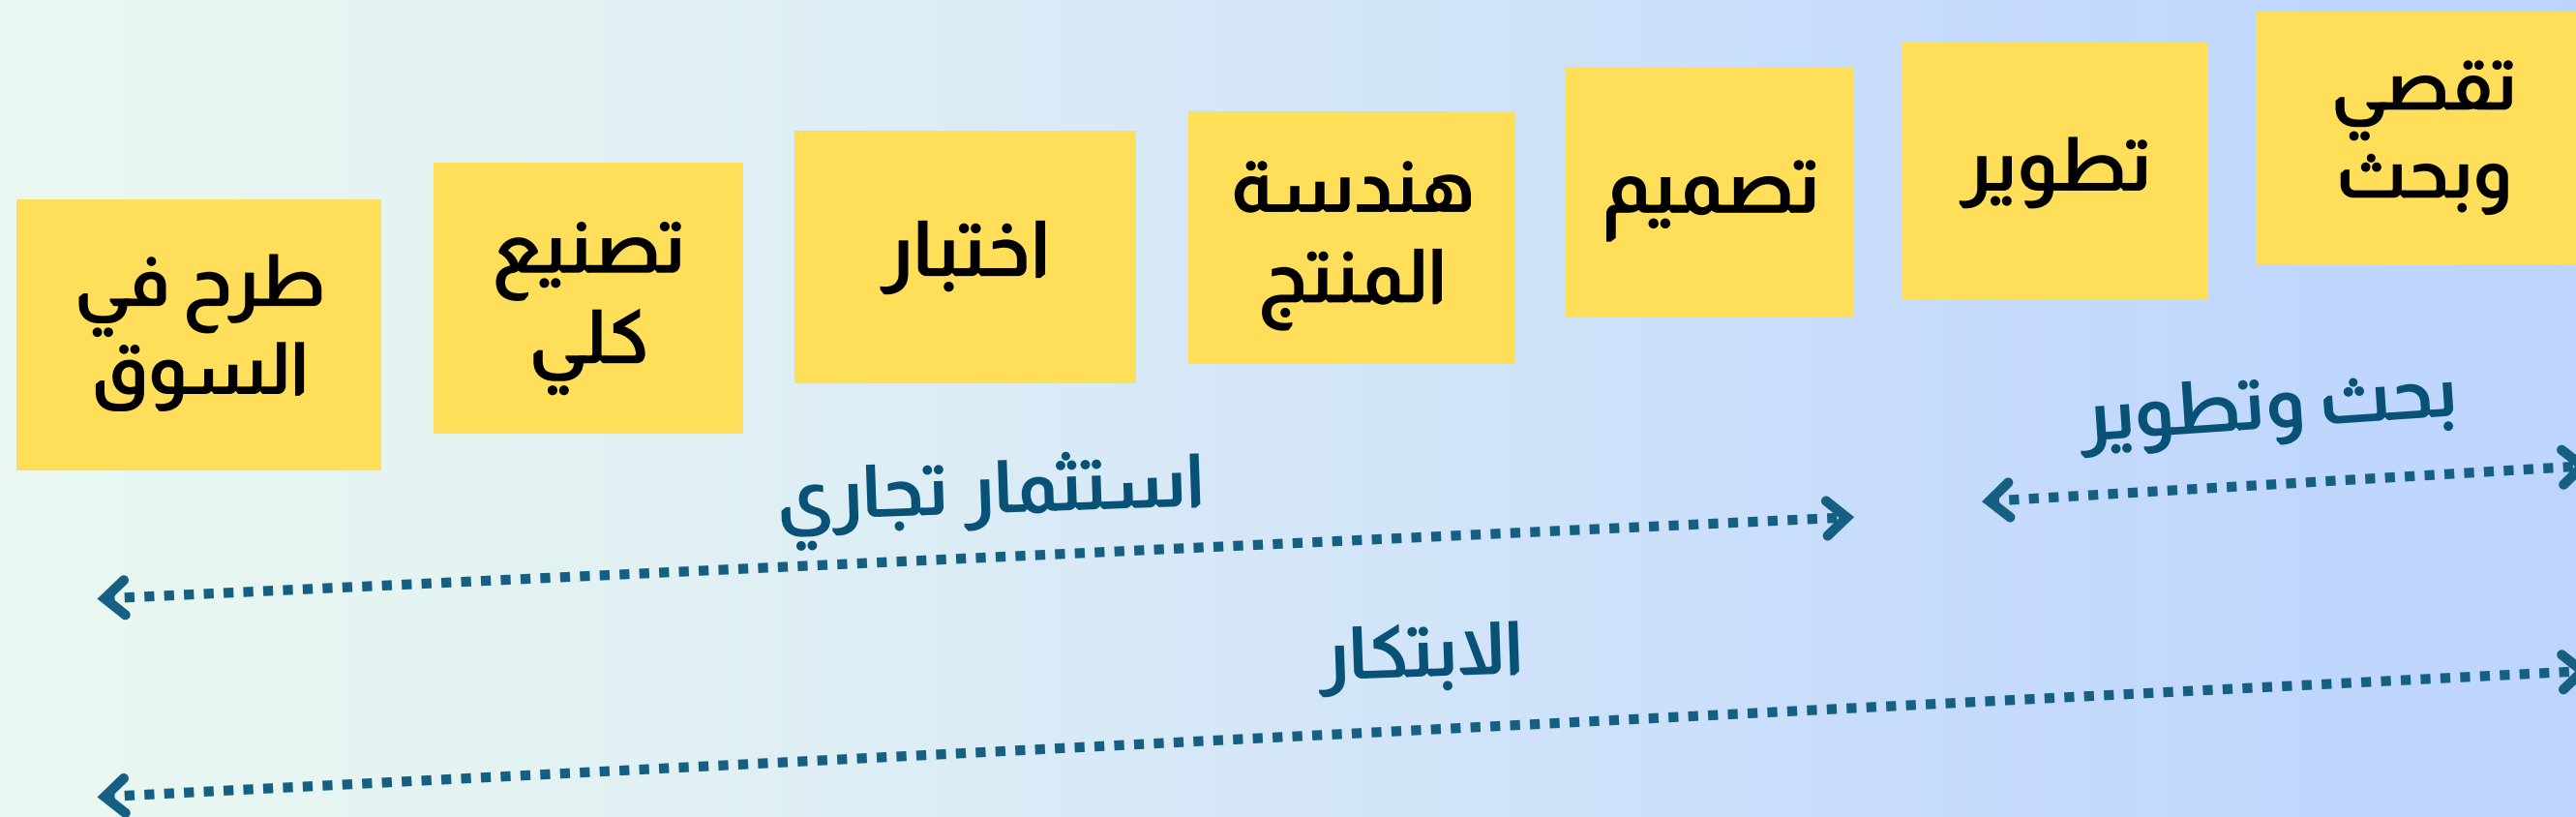 تقصي
وبحث
تطوير
تصميم
هندسة
المنتج
اختبار
تصنيع
كلي
طرح في
السوق
بحث وتطوير
استثمار تجاري
الابتكار